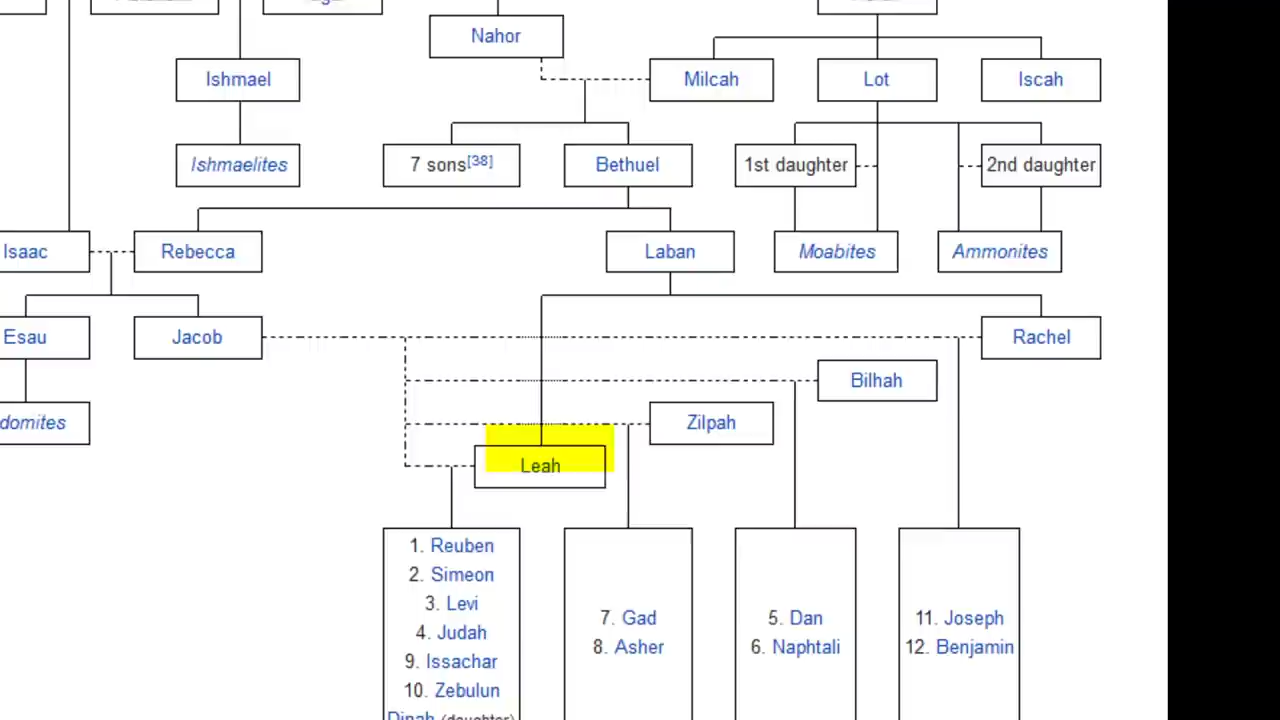 Nahor
Ishmael
Milcah
Lot
Iscah
Ishmaelites
7 sons[38]
Bethuel
1st daughter
2nd daughter
Isaac
Rebecca
Laban
Moabites
Ammonites
Esau
Jacob
Rachel
Bilhah
domites
Zilpah
Leah
1. Reuben
2. Simeon
3. Levi
4. Judah
9. Issachar
10. Zebulun
Dinah (daughter)
7. Gad
8. Asher
5. Dan
6. Naphtali
11. Joseph
12. Benjamin